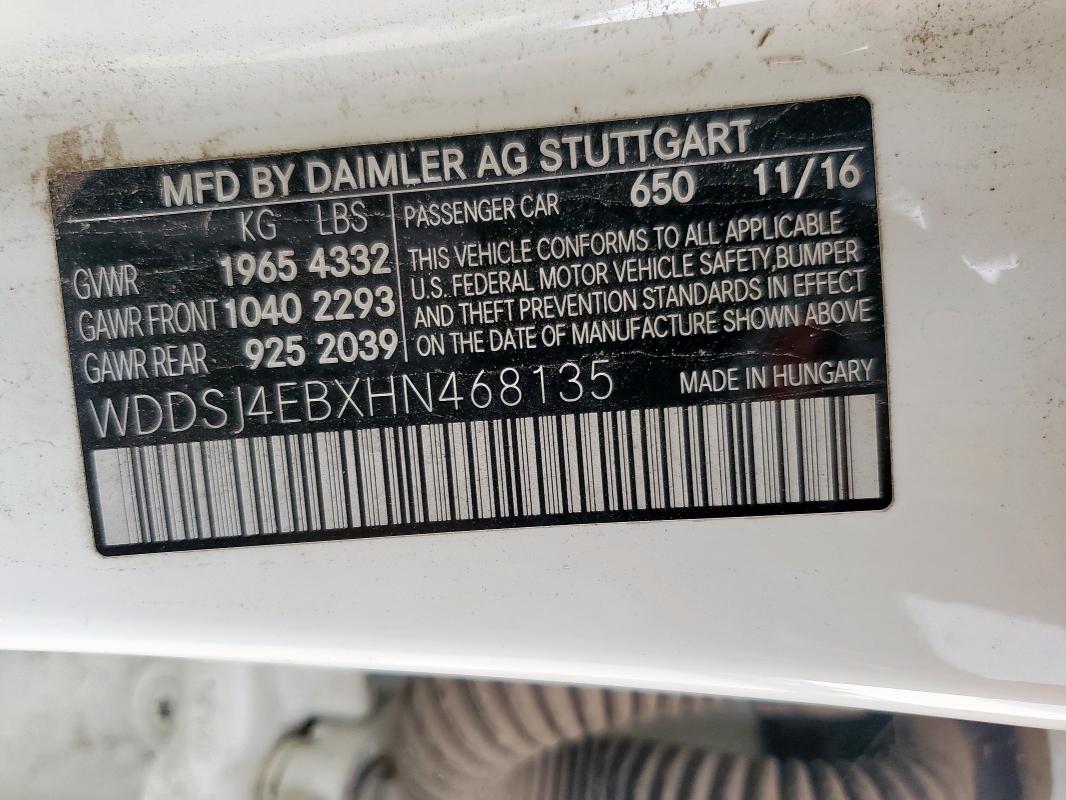 MFD BY DAIMLER AG STUTTGART
KG LBS
GVWR 1965 4332
GAWR FRONT 1040 2293
GAWR REAR 925 2039
PASSENGER CAR 650 11/16
THIS VEHICLE CONFORMS TO ALL APPLICABLE
U.S. FEDERAL MOTOR VEHICLE SAFETY,BUMPER
AND THEFT PREVENTION STANDARDS IN EFFECT
ON THE DATE OF MANUFACTURE SHOWN ABOVE
WDDSJ4EBXHN468135
MADE IN HUNGARY